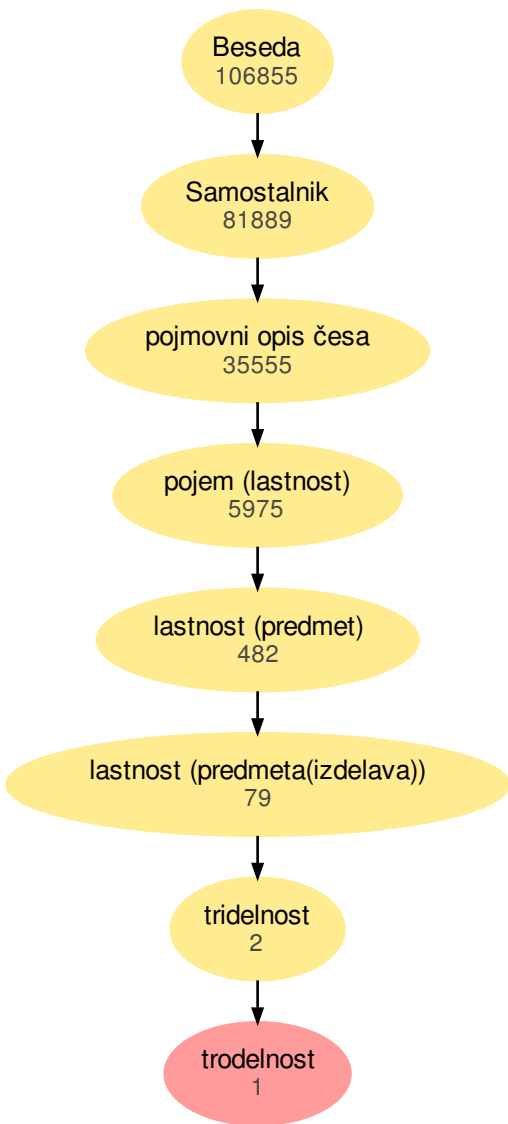 Beseda
106855
Samostalnik
81889
pojmovni opis česa
35555
pojem (lastnost)
5975
lastnost (predmet)
482
lastnost (predmeta(izdelava))
79
tridelnost
2
trodelnost
1